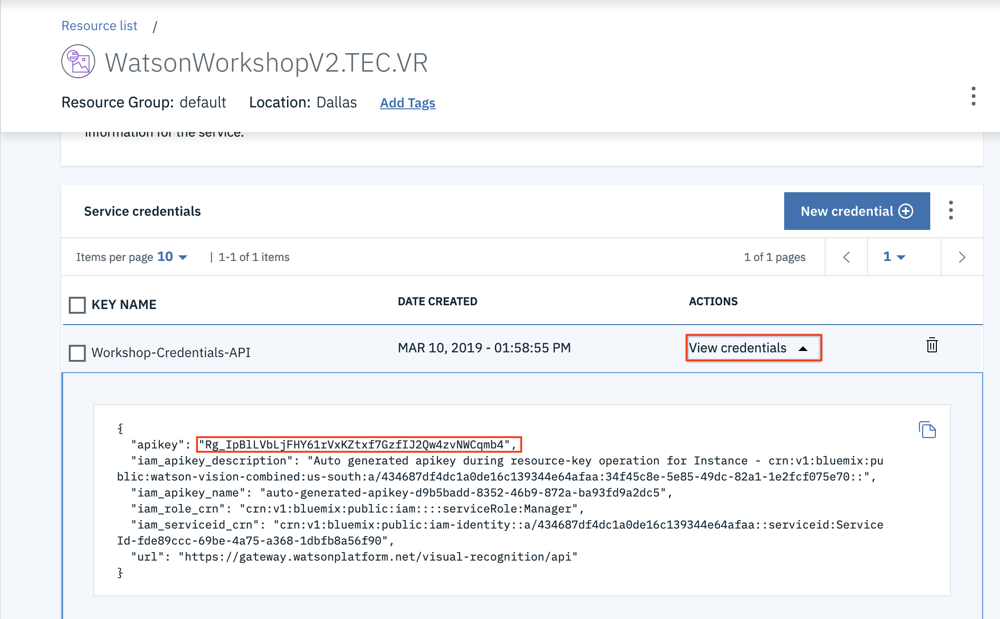 Resource list /
WatsonWorkshopV2.TEC.VR
Resource Group: default Location: Dallas Add Tags
information for the service.
Service credentials
New credential
Items per page 10 | 1-1 of 1 items
1 of 1 pages
1
KEY NAME DATE CREATED ACTIONS
Workshop-Credentials-API MAR 10, 2019 - 01:58:55 PM View credentials
{
"apikey": "Rg_IpBlLVbLjFHY61rVxKZtxf7GzfIJ2Qw4zvNWCqmb4",
"iam_apikey_description": "Auto generated apikey during resource-key operation for Instance - crn:v1:bluemix:pu
blic:watson-vision-combined:us-south:a/434687df4dc1a0de16c139344e64afaa:34f45c8e-5e85-49dc-82a1-1e2fcf075e70::",
"iam_apikey_name": "auto-generated-apikey-d9b5badd-8352-46b9-872a-ba93fd9a2dc5",
"iam_role_crn": "crn:v1:bluemix:public:iam::::serviceRole:Manager",
"iam_serviceid_crn": "crn:v1:bluemix:public:iam-identity::a/434687df4dc1a0de16c139344e64afaa::serviceid:Service
Id-fde89ccc-69be-4a75-a368-1dbfb8a56f90",
"url": "https://gateway.watsonplatform.net/visual-recognition/api"
}